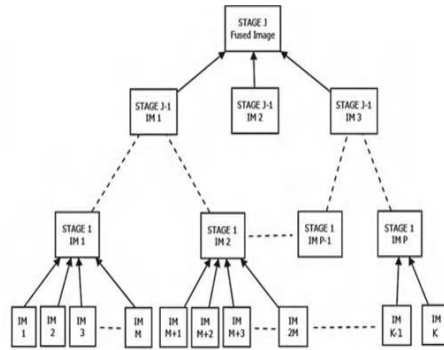 STAGE J
Fused Image
STAGE J-1
IM 1
STAGE J-1
IM 2
STAGE J-1
IM 3
STAGE 1
IM 1
STAGE 1
IM 2
STAGE 1
IM P-1
STAGE 1
IM P
IM
1
IM
2
IM
3
IM
M
IM
M+1
IM
M+2
IM
M+3
IM
2M
IM
K-1
IM
K